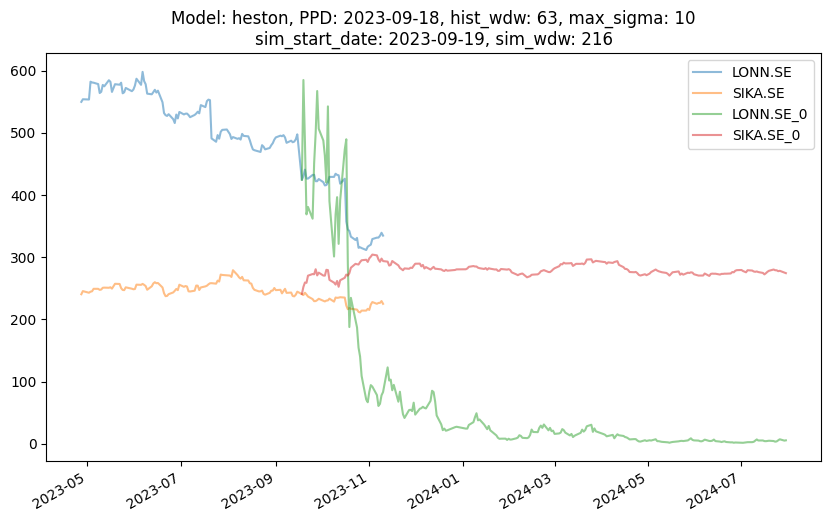 Model: heston, PPD: 2023-09-18, hist_wdw: 63, max_sigma: 10
sim_start_date: 2023-09-19, sim_wdw: 216
LONN.SE
SIKA.SE
LONN.SE_0
SIKA.SE_0
600
500
400
300
200
100
0
2023-05
2023-07
2023-09
2023-11
2024-01
2024-03
2024-05
2024-07